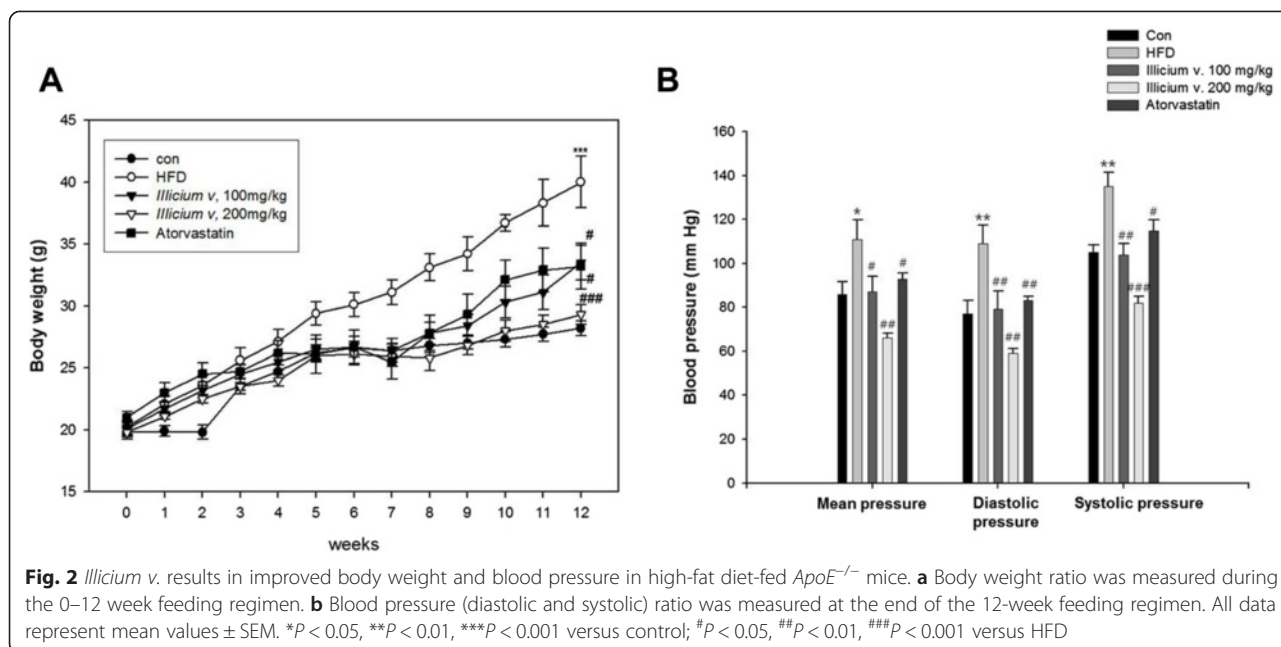 A
Body weight (g)
45
40
35
30
25
20
15
con
HFD
Illicium v, 100mg/kg
Illicium v, 200mg/kg
Atorvastatin
***
#
#
###
0 1 2 3 4 5 6 7 8 9 10 11 12
weeks
B
Con
HFD
Illicium v. 100 mg/kg
Illicium v. 200 mg/kg
Atorvastatin
Blood pressure (mm Hg)
160
140
120
100
80
60
40
20
0
* # ## #
** ## ## ##
** ## ### #
Mean pressure
Diastolic
pressure
Systolic pressure
Fig. 2 Illicium v. results in improved body weight and blood pressure in high-fat diet-fed ApoE−/− mice. a Body weight ratio was measured during
the 0–12 week feeding regimen. b Blood pressure (diastolic and systolic) ratio was measured at the end of the 12-week feeding regimen. All data
represent mean values ± SEM. *P < 0.05, **P < 0.01, ***P < 0.001 versus control; #P < 0.05, ##P < 0.01, ###P < 0.001 versus HFD